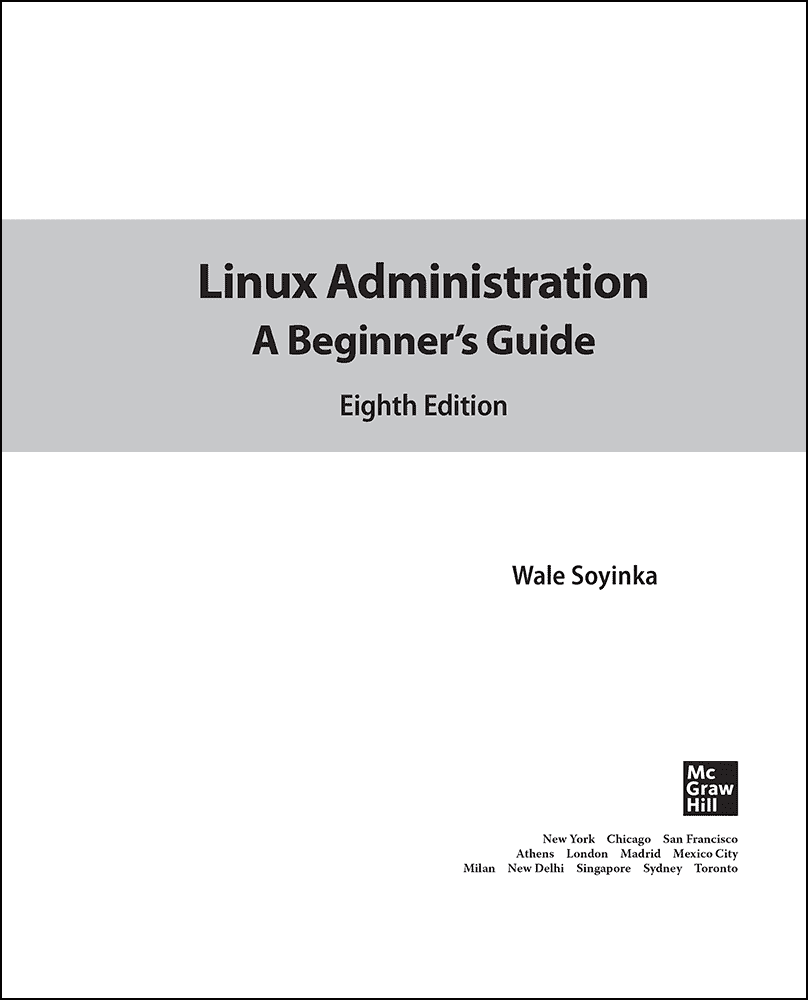 Linux Administration
A Beginner’s Guide
Eighth Edition
Wale Soyinka
Mc
Graw
Hill
New York Chicago San Francisco
Athens London Madrid Mexico City
Milan New Delhi Singapore Sydney Toronto